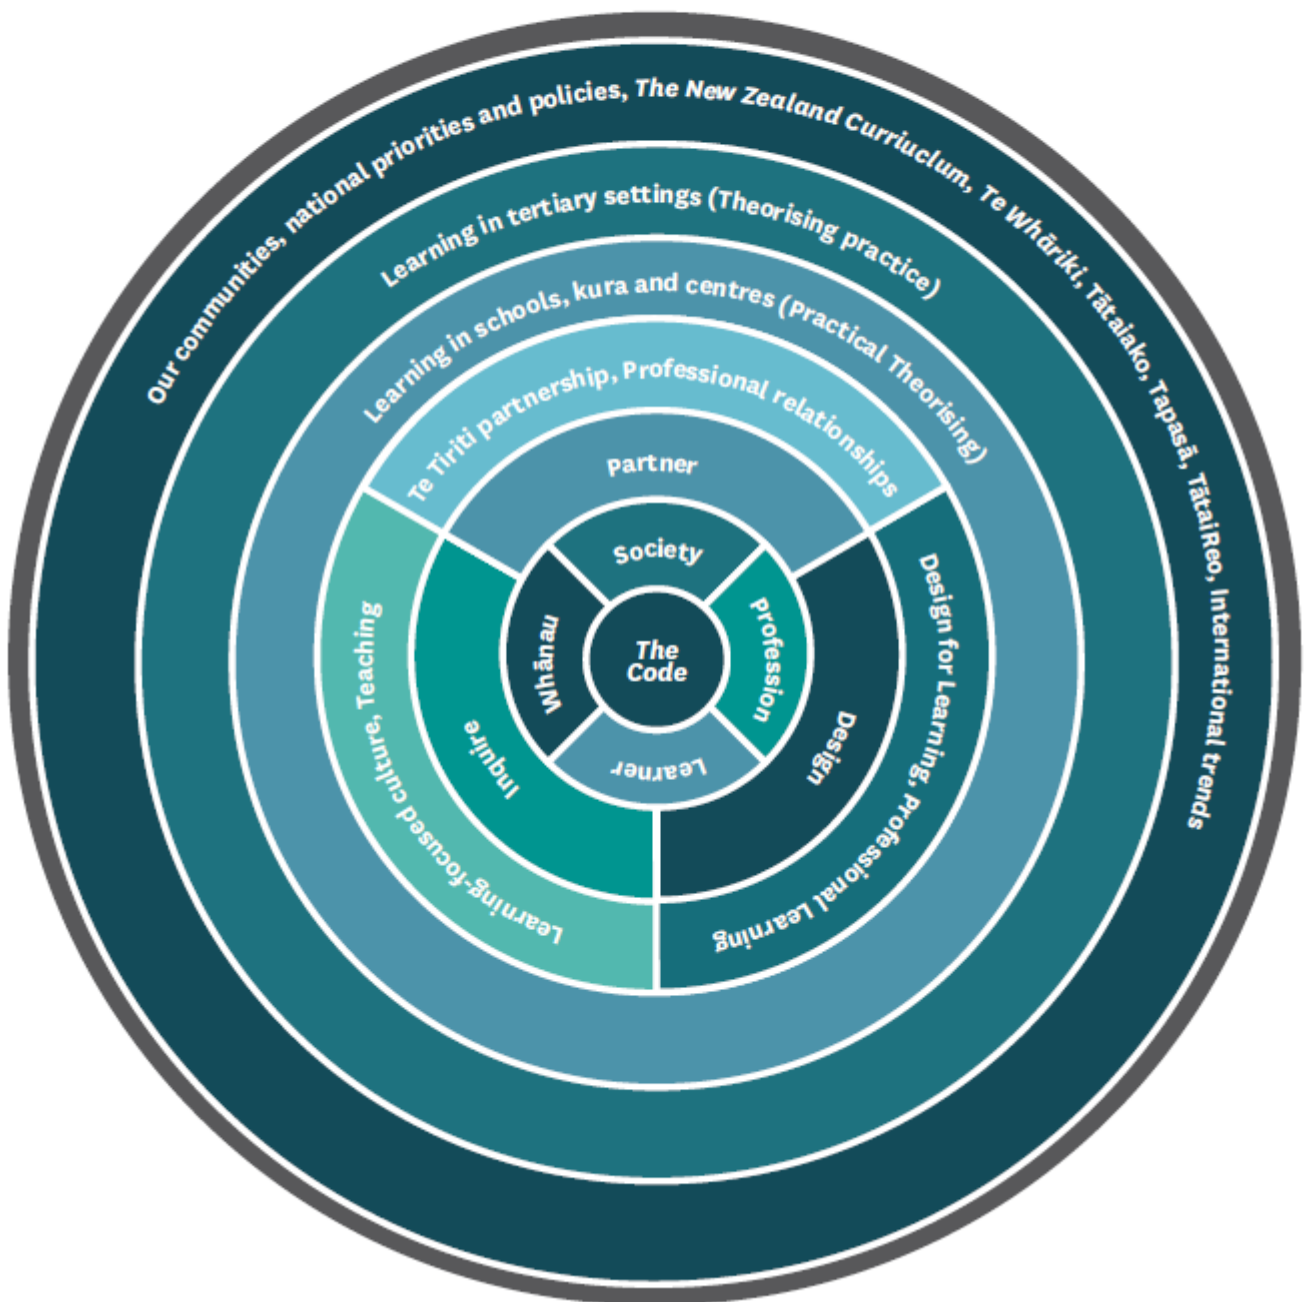 Our communities, national priorities and policies, The New Zealand Curriuclum, Te Whāriki, Tātaiako, Tapasā, TātaiReo, International trends
Learning in tertiary settings (Theorising practice)
Learning in schools, kura and centres (Practical Theorising)
Te Tiriti partnership, Professional relationships
Partner
Society
Whānau
The
Code
Profession
Learner
Inquire
Design
Learning-focused culture, Teaching
Design for Learning, Professional Learning